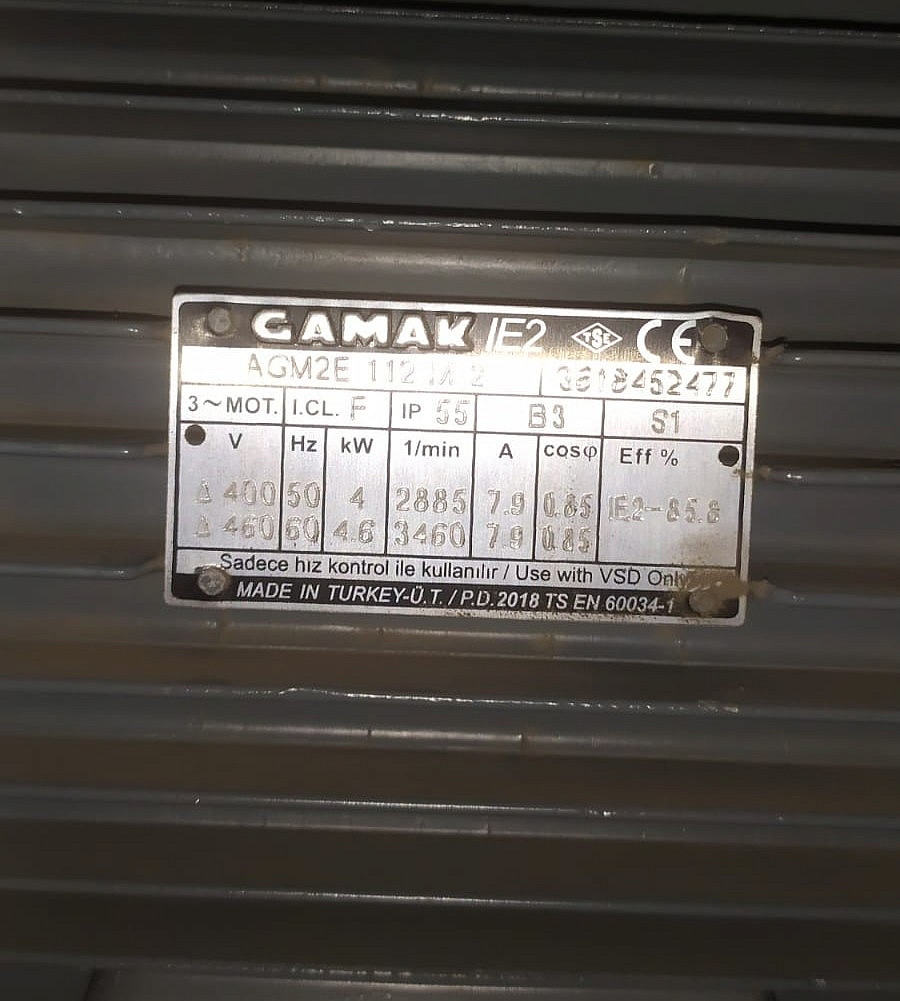 GAMAK IE2 TSE CE
AGM2E 112 M 2 3618452477
3~MOT. I.CL. F IP 55 B3 S1
V Hz kW 1/min A cosφ Eff %
Δ 400 50 4 2885 7.9 0.85 IE2-85.8
Δ 460 60 4.6 3460 7.9 0.85
Sadece hız kontrol ile kullanılır / Use with VSD Only
MADE IN TURKEY-Ü.T. / P.D.2018 TS EN 60034-1